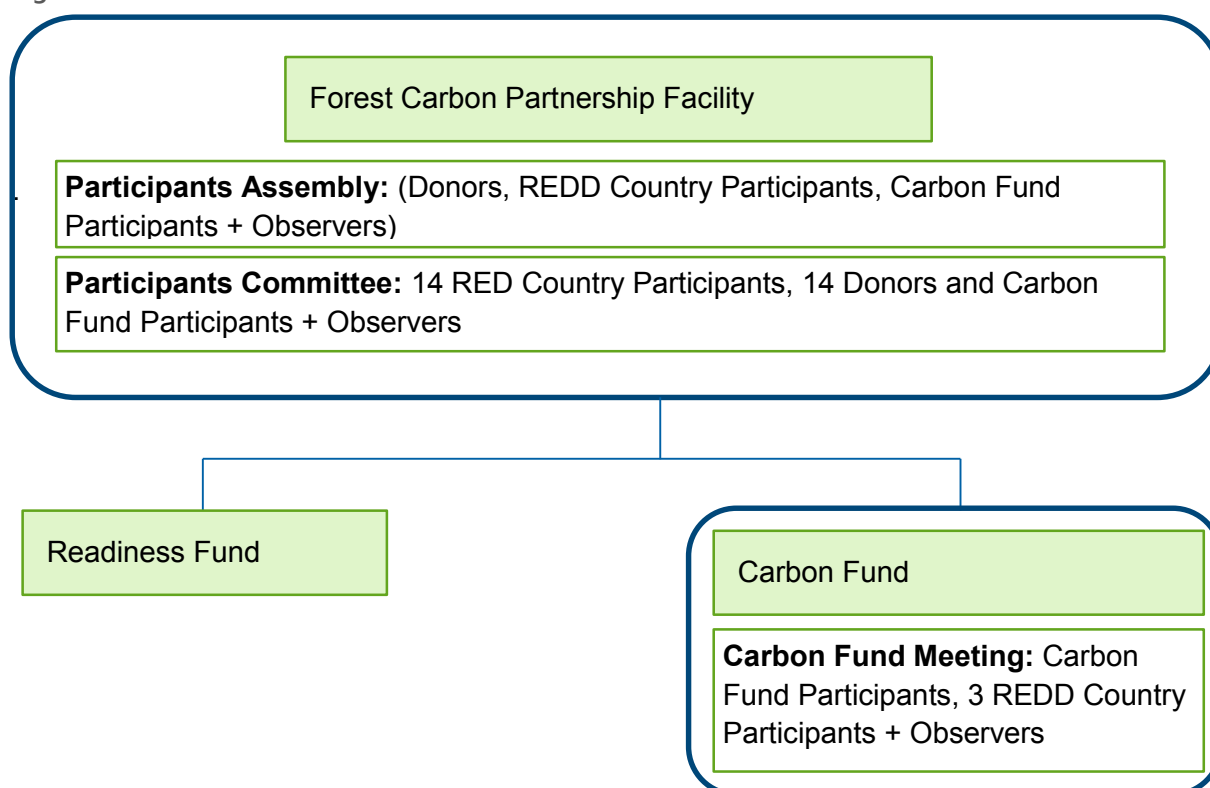 Forest Carbon Partnership Facility
Participants Assembly: (Donors, REDD Country Participants, Carbon Fund
Participants + Observers)
Participants Committee: 14 RED Country Participants, 14 Donors and Carbon
Fund Participants + Observers
Readiness Fund
Carbon Fund
Carbon Fund Meeting: Carbon
Fund Participants, 3 REDD Country
Participants + Observers